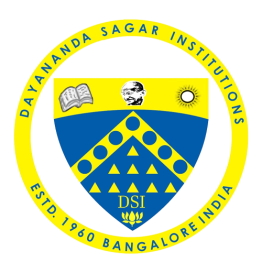 DAYANANDA SAGAR INSTITUTIONS
DSI
ESTD. 1960 BANGALORE INDIA